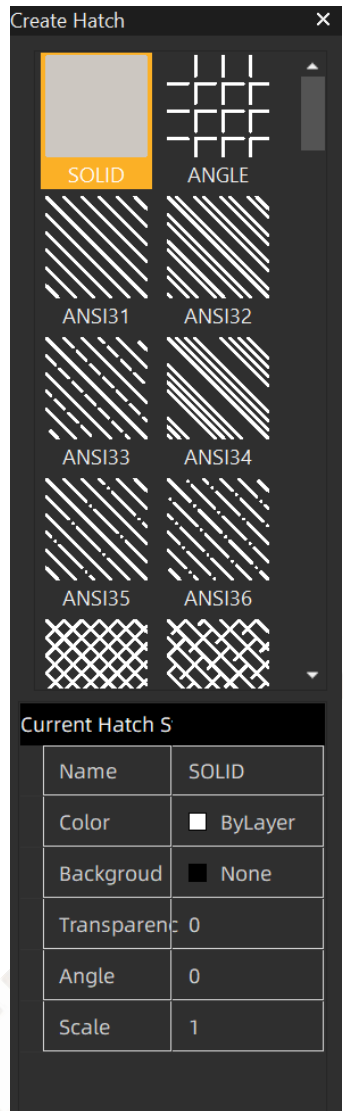 Create Hatch ×
SOLID ANGLE
ANSI31 ANSI32
ANSI33 ANSI34
ANSI35 ANSI36
Current Hatch S
Name SOLID
Color ByLayer
Backgroud None
Transparenc 0
Angle 0
Scale 1